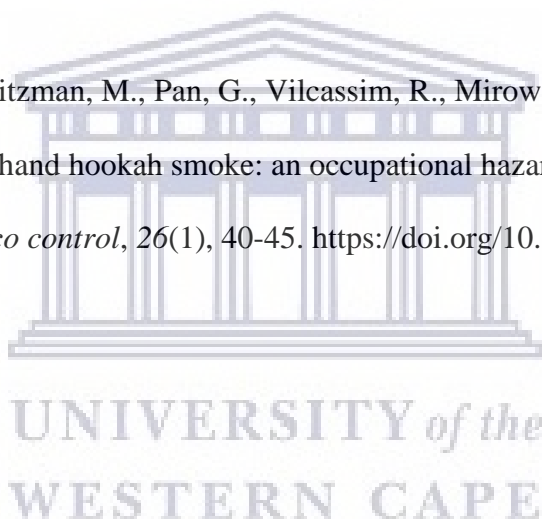 itzman, M., Pan, G., Vilcassim, R., Mirow
hand hookah smoke: an occupational hazar
co control, 26(1), 40-45. https://doi.org/10.
UNIVERSITY of the
WESTERN CAPE